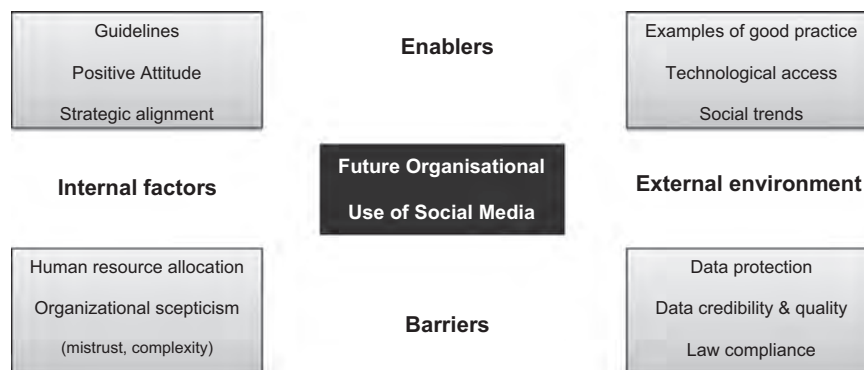 Guidelines
Positive Attitude
Strategic alignment
Enablers
Examples of good practice
Technological access
Social trends
Internal factors
Future Organisational
Use of Social Media
External environment
Human resource allocation
Organizational scepticism
(mistrust, complexity)
Barriers
Data protection
Data credibility & quality
Law compliance